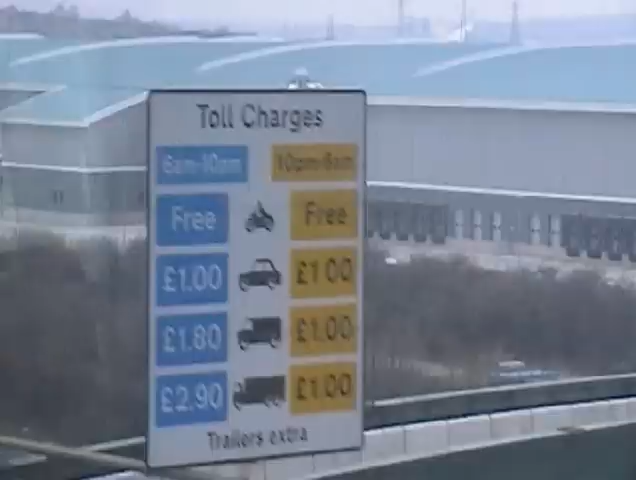 Toll Charges
6am-10pm 10pm-6am
Free Free
£1.00 £1.00
£1.80 £1.00
£2.90 £1.00
Trailers extra